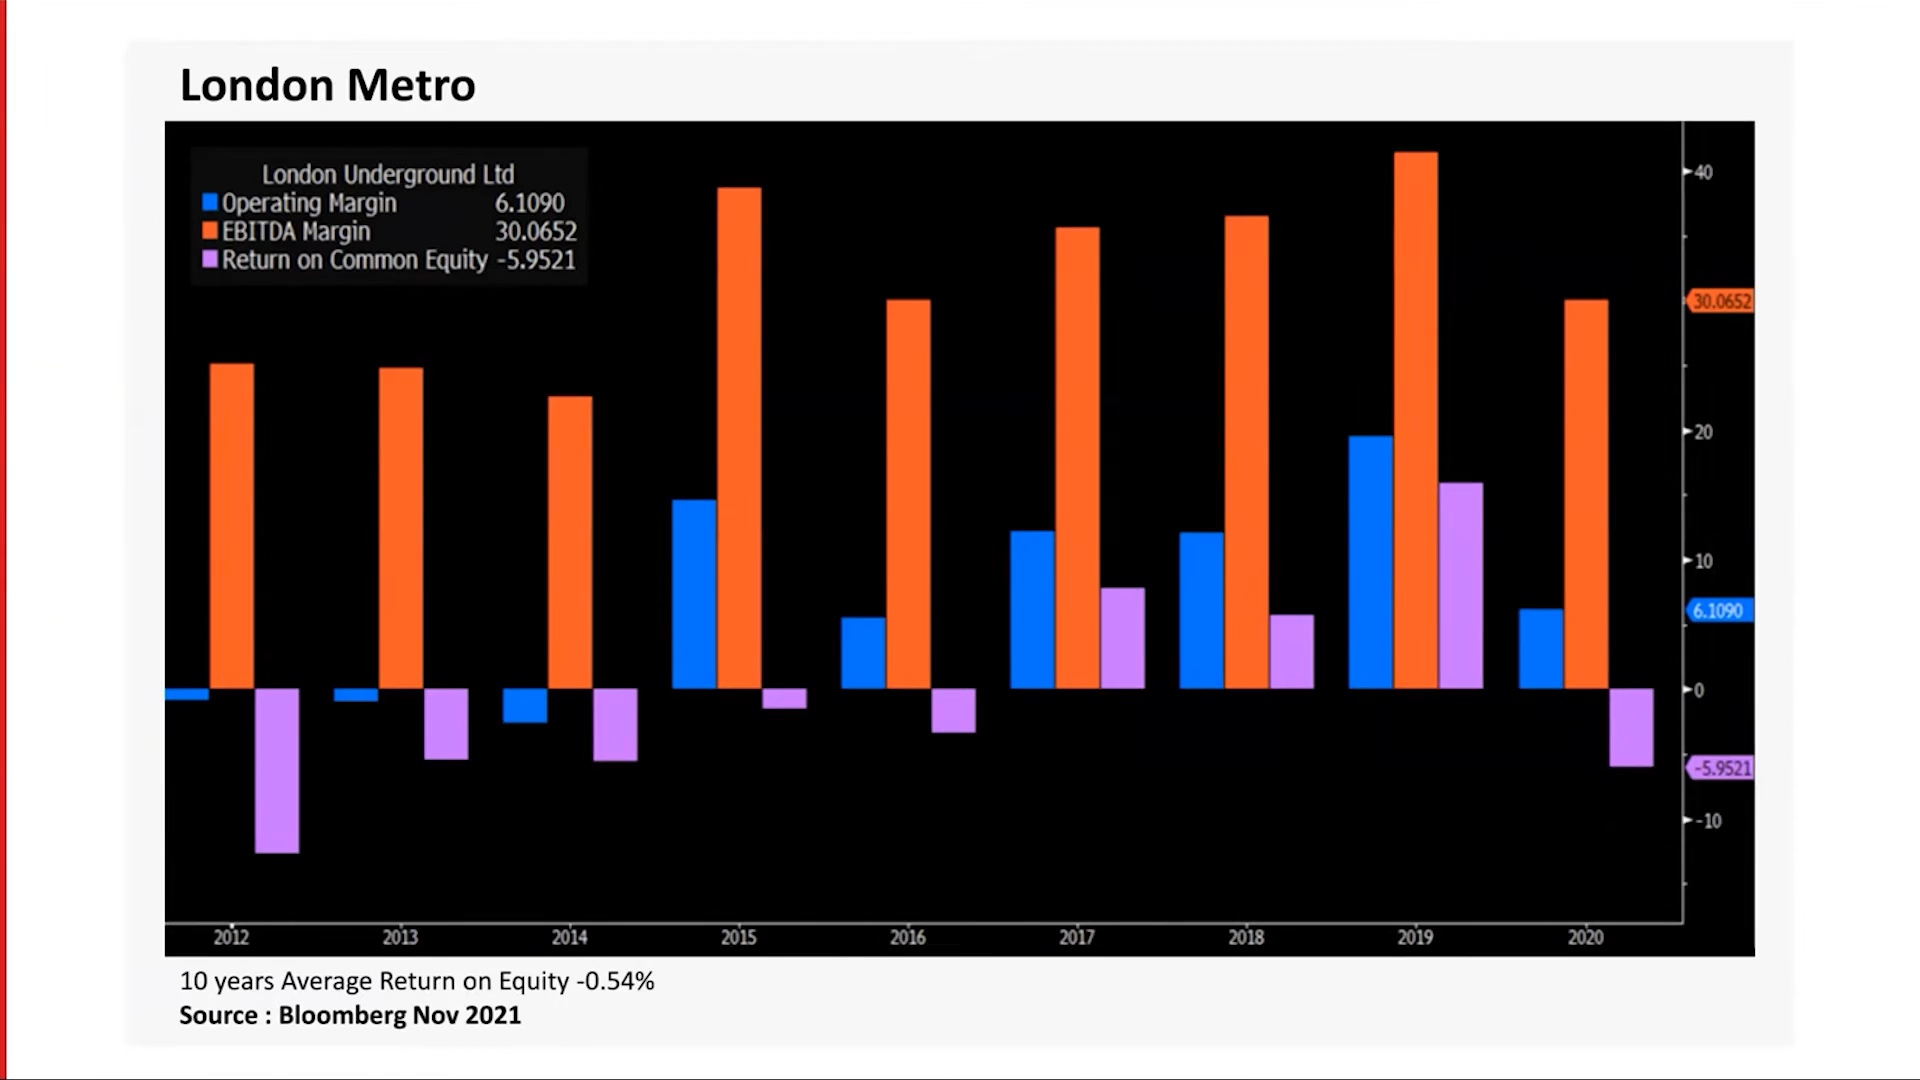 London Metro
London Underground Ltd
Operating Margin 6.1090
EBITDA Margin 30.0652
Return on Common Equity -5.9521
40
30.0652
20
10
6.1090
0
-5.9521
-10
2012 2013 2014 2015 2016 2017 2018 2019 2020
10 years Average Return on Equity -0.54%
Source : Bloomberg Nov 2021